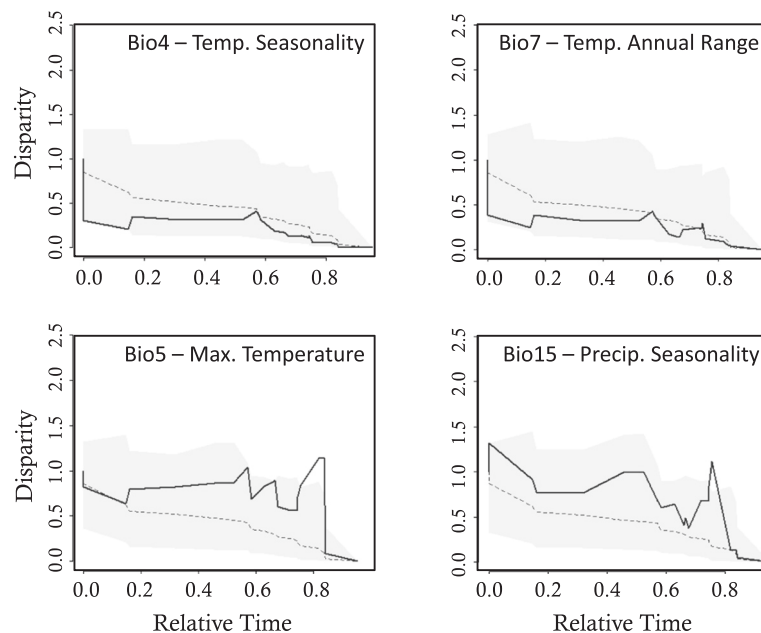 Bio4 – Temp. Seasonality
Disparity
2.5
2.0
1.5
1.0
0.5
0.0
0.0 0.2 0.4 0.6 0.8
Bio7 – Temp. Annual Range
2.5
2.0
1.5
1.0
0.5
0.0
0.0 0.2 0.4 0.6 0.8
Bio5 – Max. Temperature
Disparity
2.5
2.0
1.5
1.0
0.5
0.0
0.0 0.2 0.4 0.6 0.8
Relative Time
Bio15 – Precip. Seasonality
2.5
2.0
1.5
1.0
0.5
0.0
0.0 0.2 0.4 0.6 0.8
Relative Time